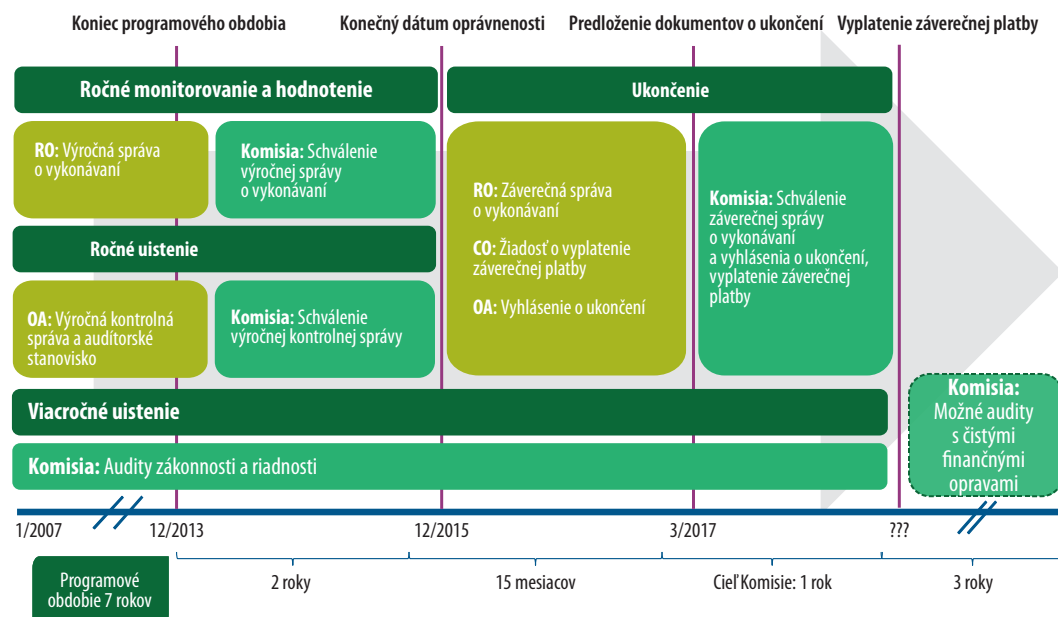 Koniec programového obdobia
Konečný dátum oprávnenosti
Predloženie dokumentov o ukončení
Vyplatenie záverečnej platby
Ročné monitorovanie a hodnotenie
Ukončenie
RO: Výročná správa
o vykonávaní
Komisia: Schválenie
výročnej správy
o vykonávaní
Ročné uistenie
OA: Výročná kontrolná
správa a audítorské
stanovisko
Komisia: Schválenie
výročnej kontrolnej správy
RO: Záverečná správa
o vykonávaní
CO: Žiadosť o vyplatenie
záverečnej platby
OA: Vyhlásenie o ukončení
Komisia: Schválenie
záverečnej správy
o vykonávaní
a vyhlásenia o ukončení,
vyplatenie záverečnej
platby
Viacročné uistenie
Komisia: Audity zákonnosti a riadnosti
Komisia:
Možné audity
s čistými
finančnými
opravami
1/2007
12/2013
12/2015
3/2017
???
Programové
obdobie 7 rokov
2 roky
15 mesiacov
Cieľ Komisie: 1 rok
3 roky